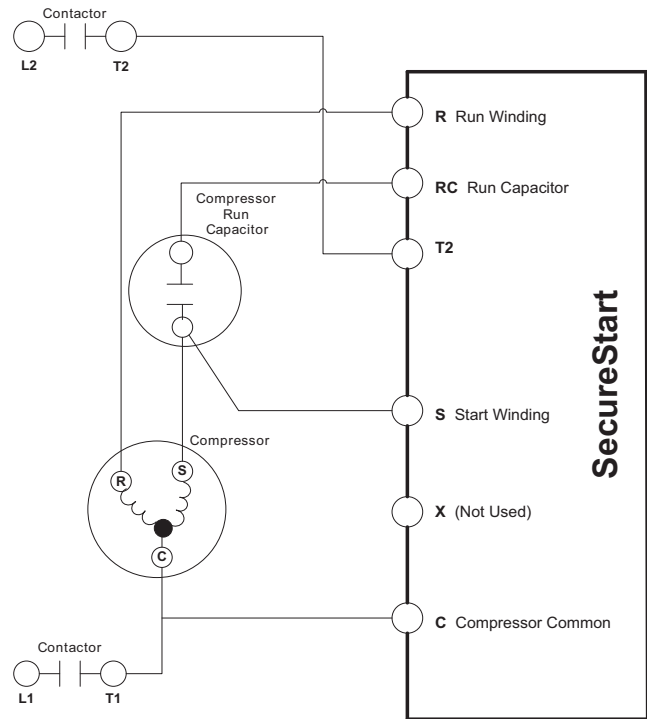 Contactor
L2
T2
R Run Winding
RC Run Capacitor
Compressor
Run
Capacitor
T2
SecureStart
S Start Winding
Compressor
R
S
X (Not Used)
C
C Compressor Common
Contactor
L1
T1